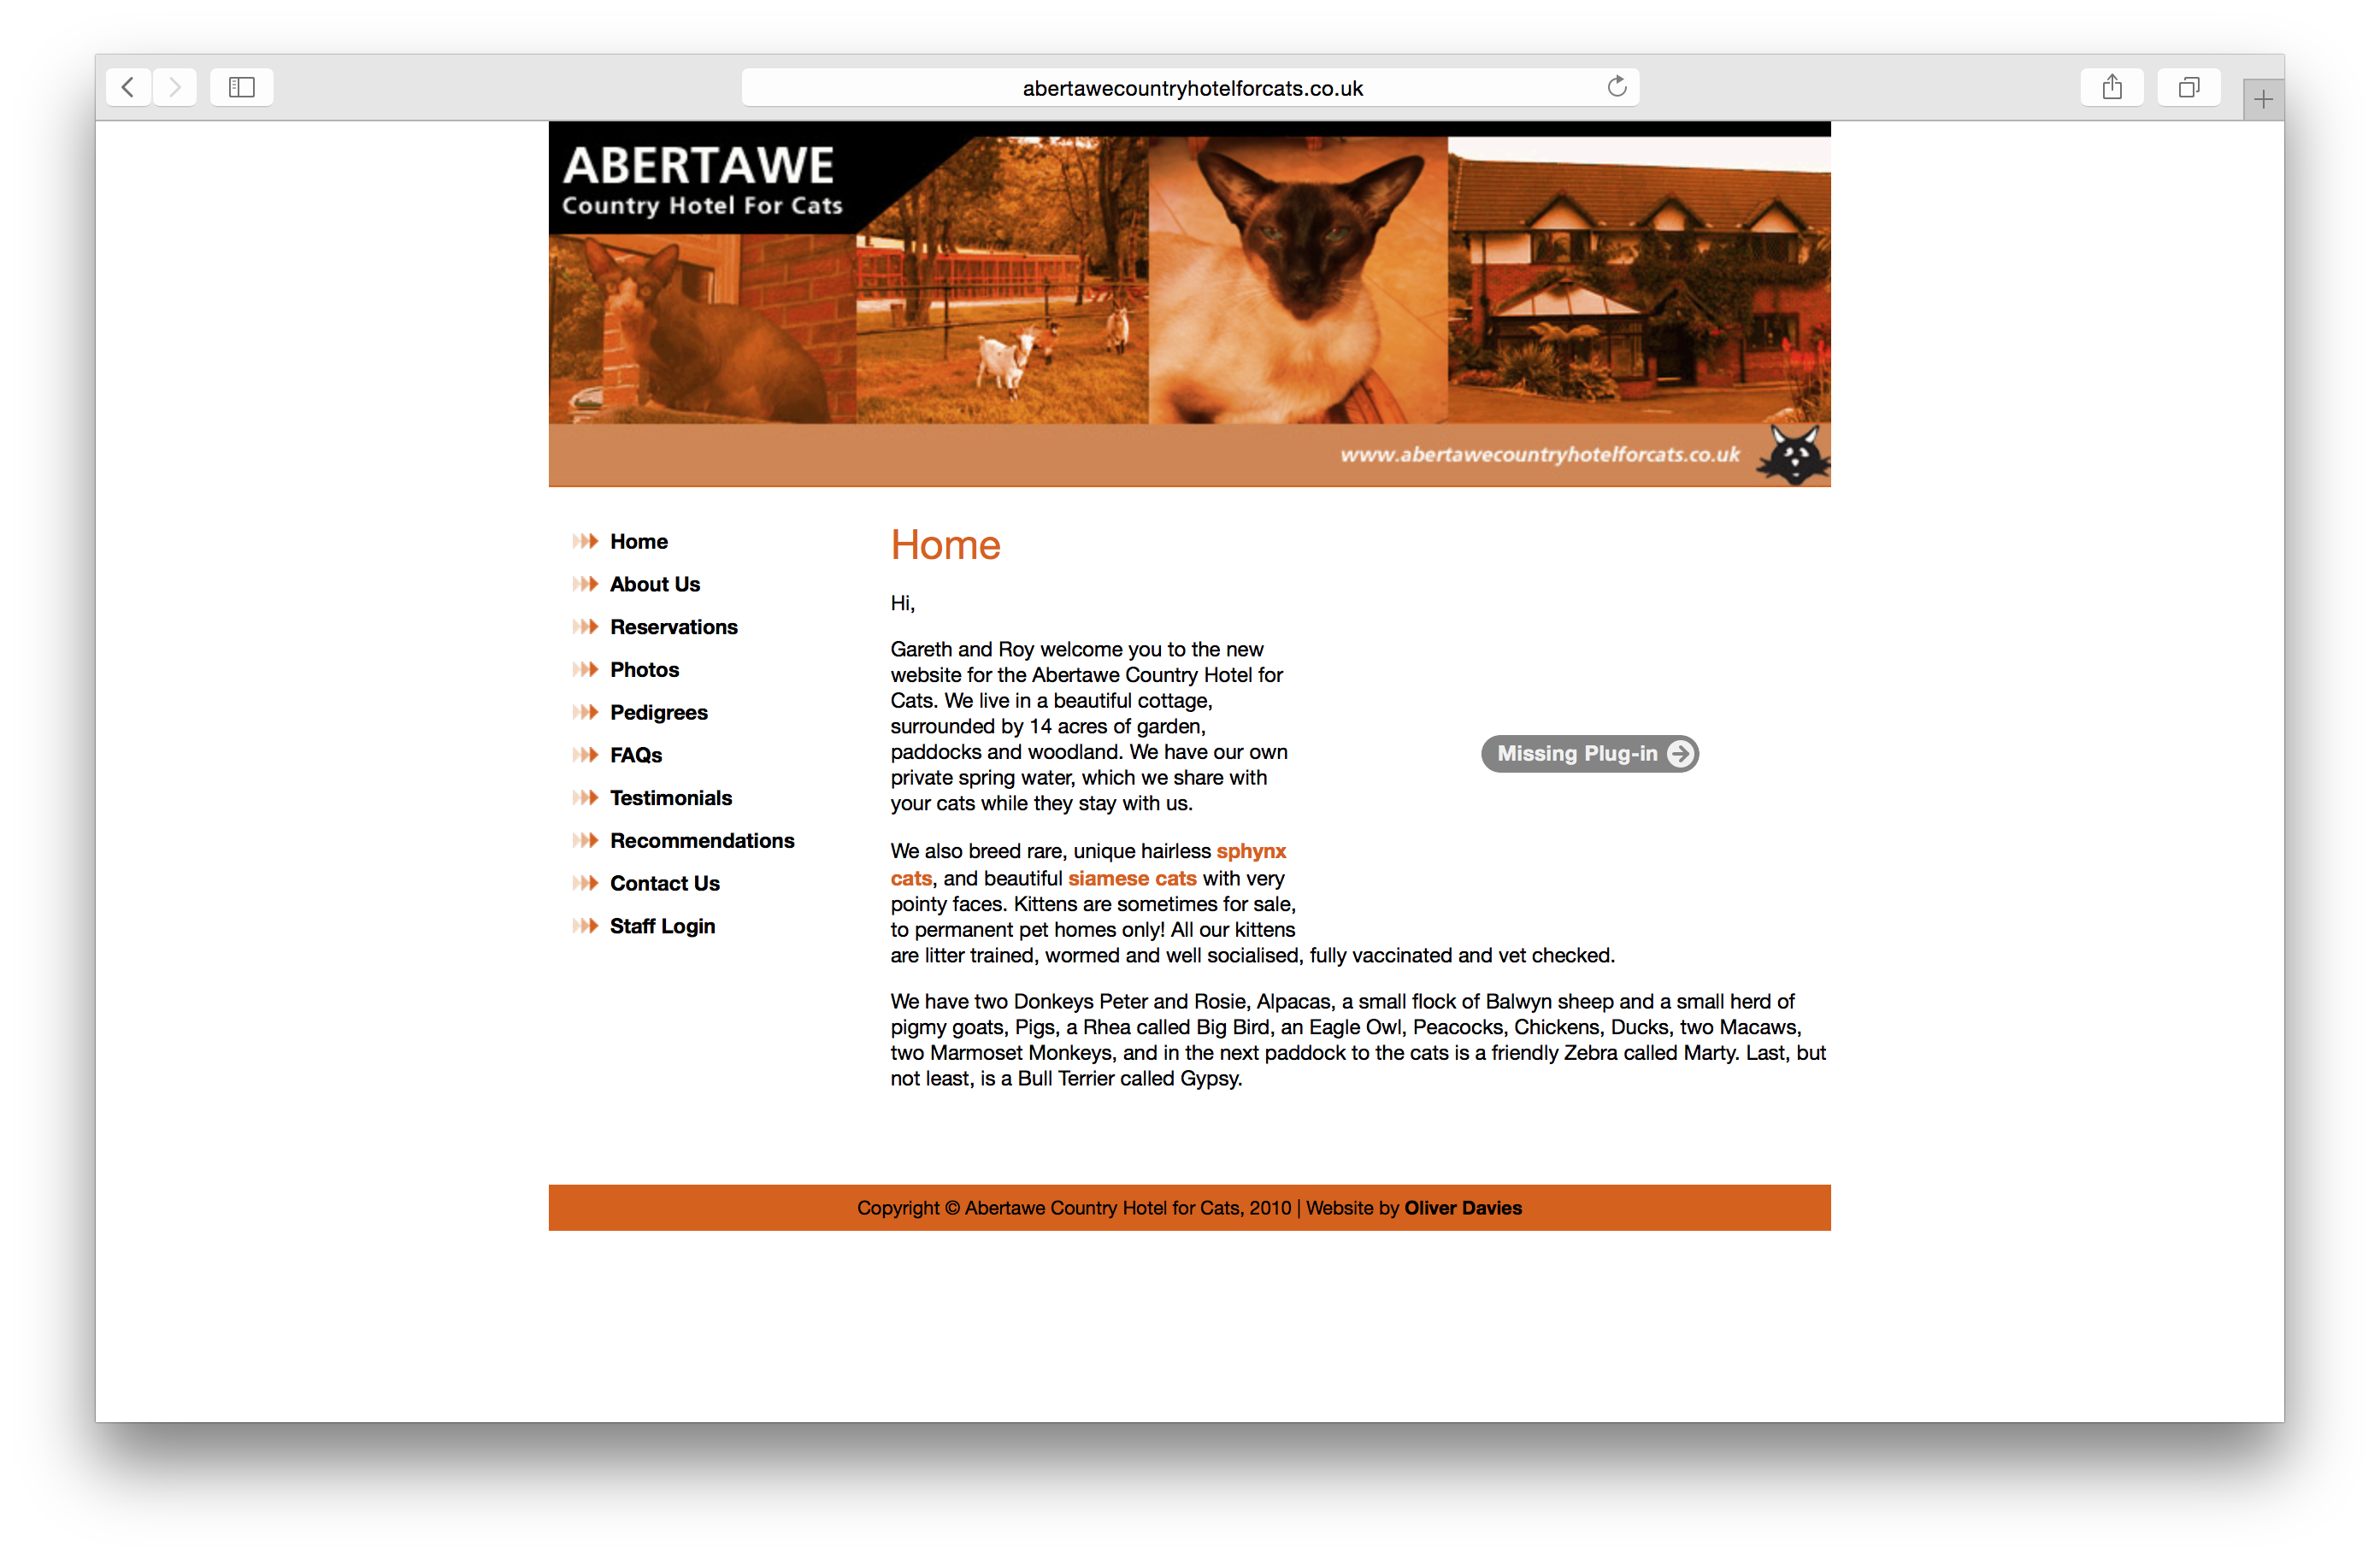 abertawecountryhotelforcats.co.uk
ABERTAWE
Country Hotel For Cats
www.abertawecountryhotelforcats.co.uk
Home
About Us
Reservations
Photos
Pedigrees
FAQs
Testimonials
Recommendations
Contact Us
Staff Login
Home
Hi,
Gareth and Roy welcome you to the new
website for the Abertawe Country Hotel for
Cats. We live in a beautiful cottage,
surrounded by 14 acres of garden,
paddocks and woodland. We have our own
private spring water, which we share with
your cats while they stay with us.
Missing Plug-in
We also breed rare, unique hairless sphynx
cats, and beautiful siamese cats with very
pointy faces. Kittens are sometimes for sale,
to permanent pet homes only! All our kittens
are litter trained, wormed and well socialised, fully vaccinated and vet checked.
We have two Donkeys Peter and Rosie, Alpacas, a small flock of Balwyn sheep and a small herd of
pigmy goats, Pigs, a Rhea called Big Bird, an Eagle Owl, Peacocks, Chickens, Ducks, two Macaws,
two Marmoset Monkeys, and in the next paddock to the cats is a friendly Zebra called Marty. Last, but
not least, is a Bull Terrier called Gypsy.
Copyright © Abertawe Country Hotel for Cats, 2010 | Website by Oliver Davies